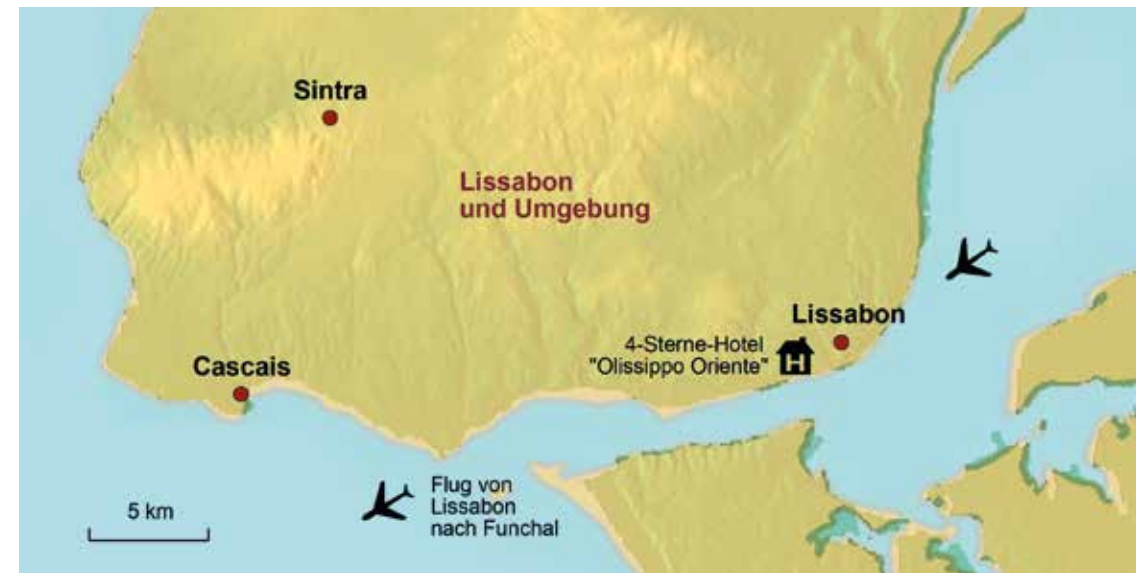 Sintra
Lissabon
und Umgebung
Lissabon
4-Sterne-Hotel
"Olissippo Oriente"
H
Cascais
Flug von
Lissabon
nach Funchal
5 km